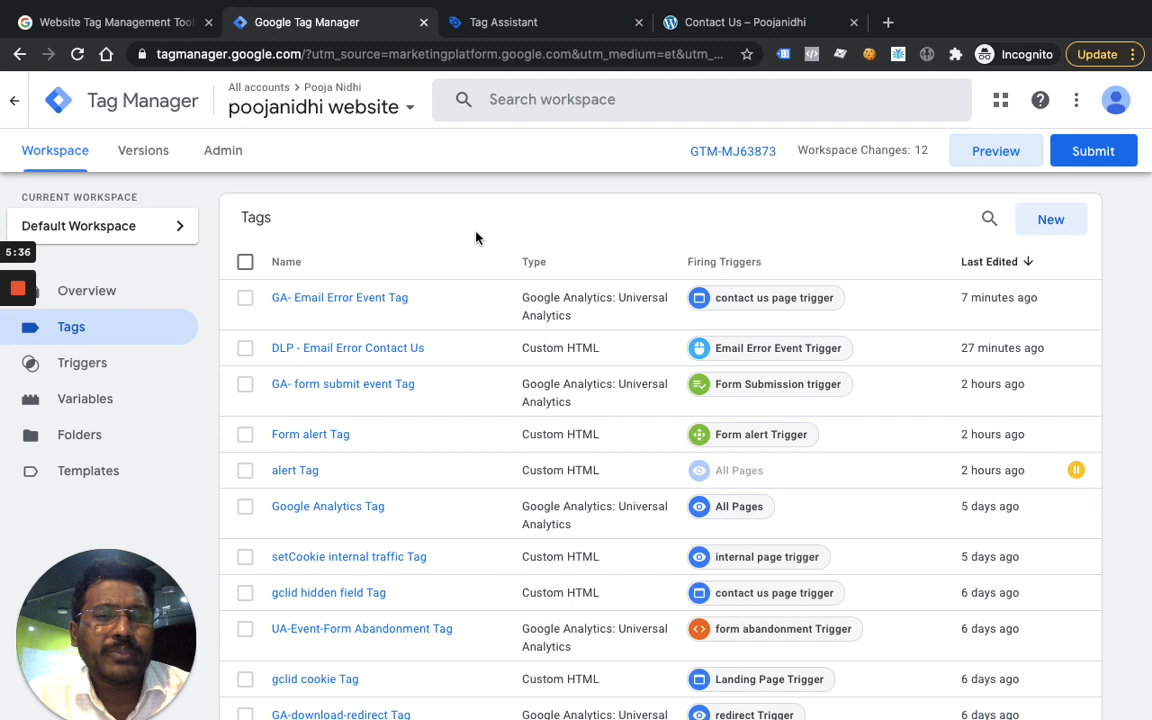 Website Tag Management Tool
Google Tag Manager
Tag Assistant
Contact Us – Poojanidhi
tagmanager.google.com/?utm_source=marketingplatform.google.com&utm_medium=et&utm_...
Incognito
Update
Tag Manager
All accounts > Pooja Nidhi
poojanidhi website
Search workspace
Workspace
Versions
Admin
GTM-MJ63873
Workspace Changes: 12
Preview
Submit
CURRENT WORKSPACE
Default Workspace
5:36
Overview
Tags
Triggers
Variables
Folders
Templates
Tags
New
Name
Type
Firing Triggers
Last Edited
GA- Email Error Event Tag
Google Analytics: Universal
Analytics
contact us page trigger
7 minutes ago
DLP - Email Error Contact Us
Custom HTML
Email Error Event Trigger
27 minutes ago
GA- form submit event Tag
Google Analytics: Universal
Analytics
Form Submission trigger
2 hours ago
Form alert Tag
Custom HTML
Form alert Trigger
2 hours ago
alert Tag
Custom HTML
All Pages
2 hours ago
Google Analytics Tag
Google Analytics: Universal
Analytics
All Pages
5 days ago
setCookie internal traffic Tag
Custom HTML
internal page trigger
5 days ago
gclid hidden field Tag
Custom HTML
contact us page trigger
6 days ago
UA-Event-Form Abandonment Tag
Google Analytics: Universal
Analytics
form abandonment Trigger
6 days ago
gclid cookie Tag
Custom HTML
Landing Page Trigger
6 days ago
GA-download-redirect Tag
Google Analytics: Universal
redirect Trigger
6 days ago